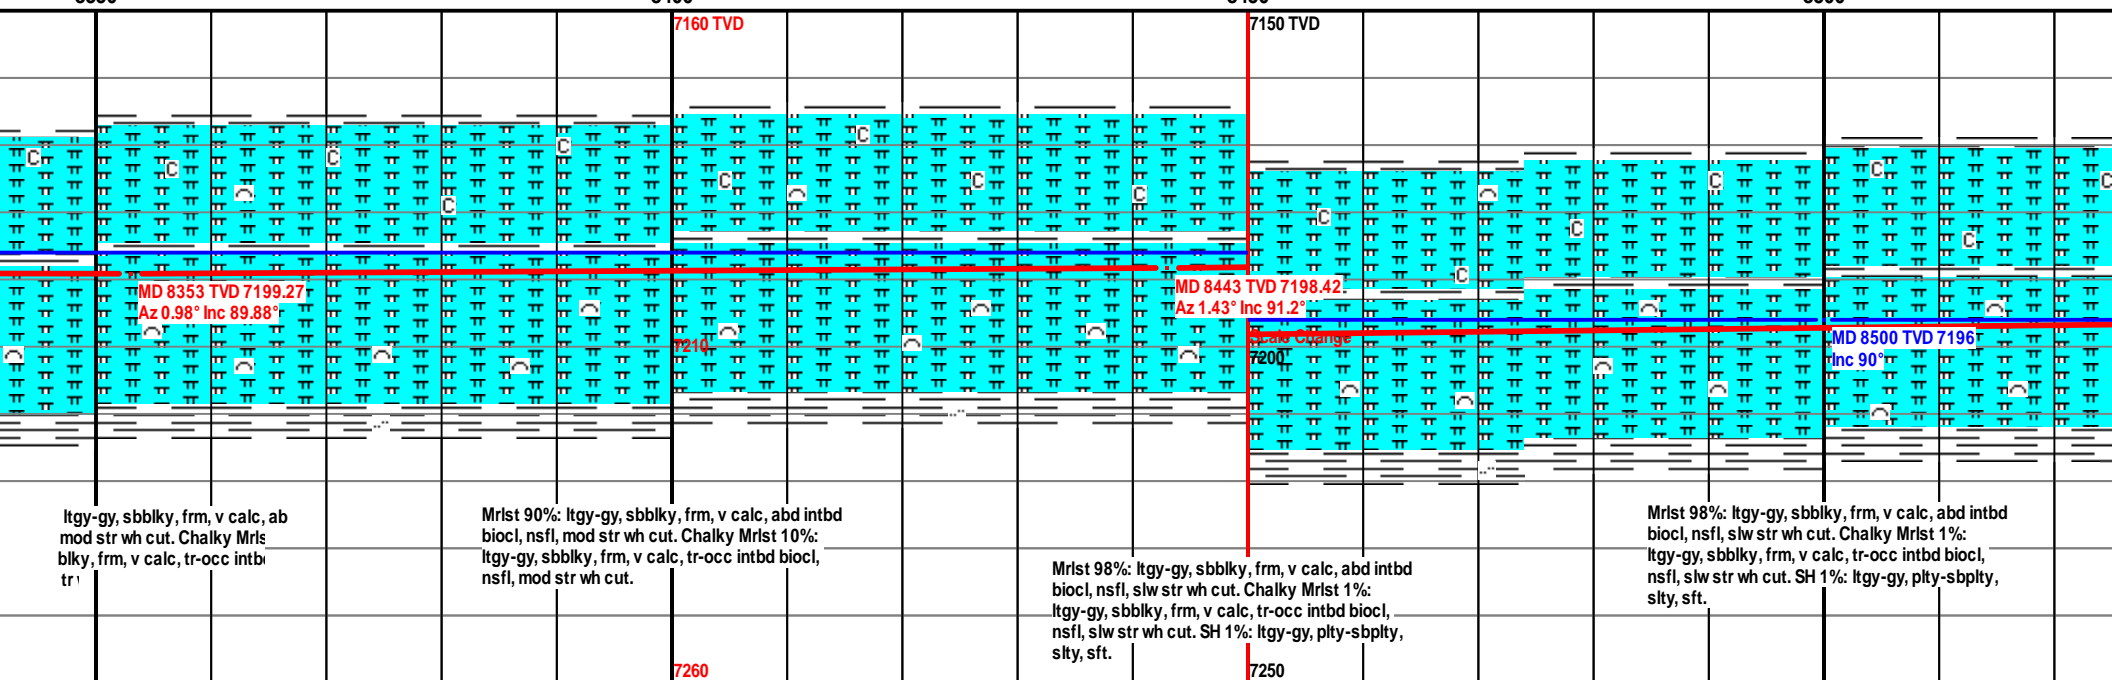 7160 TVD
7150 TVD
MD 8353 TVD 7199.27
Az 0.98° Inc 89.88°
MD 8443 TVD 7198.42
Az 1.43° Inc 91.2°
7210
Scale Change
7200
MD 8500 TVD 7196
Inc 90°
ltgy-gy, sbblky, frm, v calc, ab
mod str wh cut. Chalky Mrls
blky, frm, v calc, tr-occ intb
tr
Mrlst 90%: ltgy-gy, sbblky, frm, v calc, abd intbd
biocl, nsfl, mod str wh cut. Chalky Mrlst 10%:
ltgy-gy, sbblky, frm, v calc, tr-occ intbd biocl,
nsfl, mod str wh cut.
Mrlst 98%: ltgy-gy, sbblky, frm, v calc, abd intbd
biocl, nsfl, slw str wh cut. Chalky Mrlst 1%:
ltgy-gy, sbblky, frm, v calc, tr-occ intbd biocl,
nsfl, slw str wh cut. SH 1%: ltgy-gy, plty-sbplty,
slty, sft.
Mrlst 98%: ltgy-gy, sbblky, frm, v calc, abd intbd
biocl, nsfl, slw str wh cut. Chalky Mrlst 1%:
ltgy-gy, sbblky, frm, v calc, tr-occ intbd biocl,
nsfl, slw str wh cut. SH 1%: ltgy-gy, plty-sbplty,
slty, sft.
7260
7250